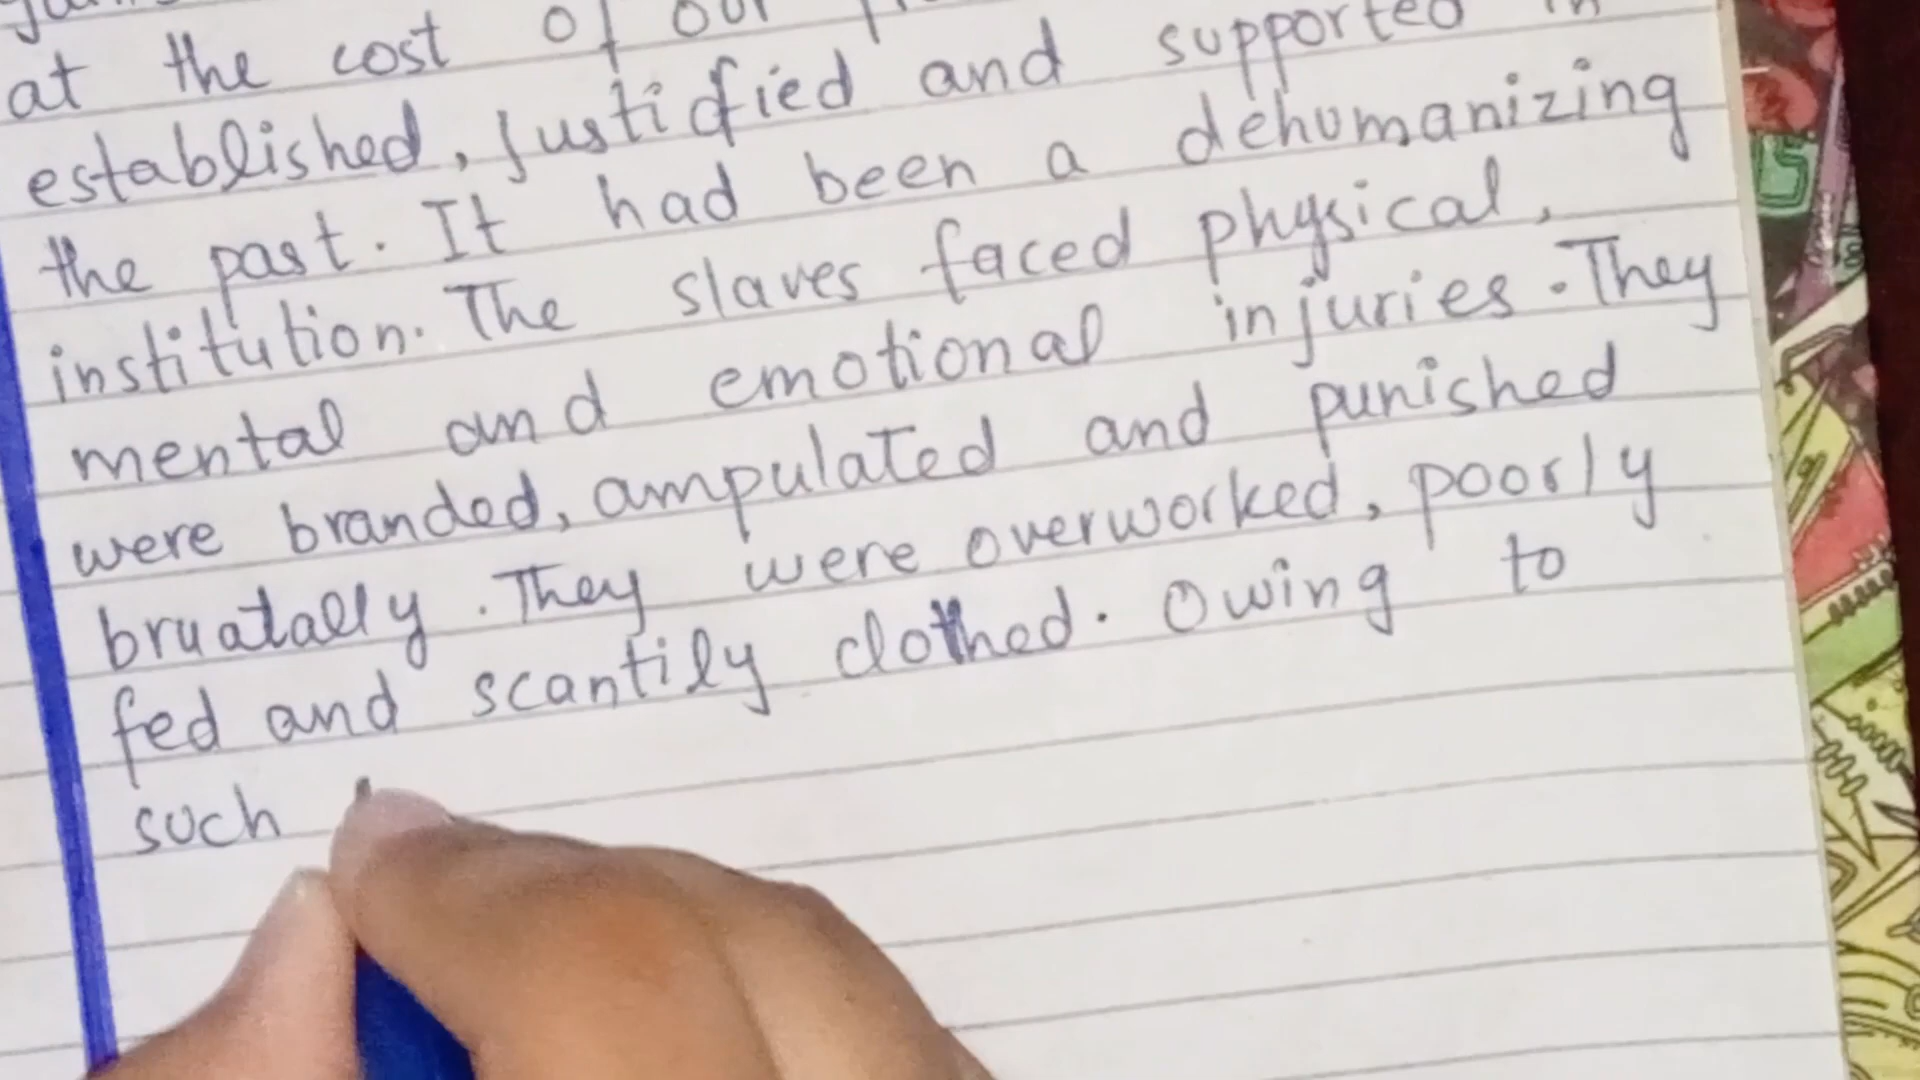 at the cost of our
established, justified and supported in
the past. It had been a dehumanizing
institution. The slaves faced physical,
mental and emotional injuries. They
were branded, ampulated and punished
bruatally. They were overworked, poorly
fed and scantily clothed. Owing to
such